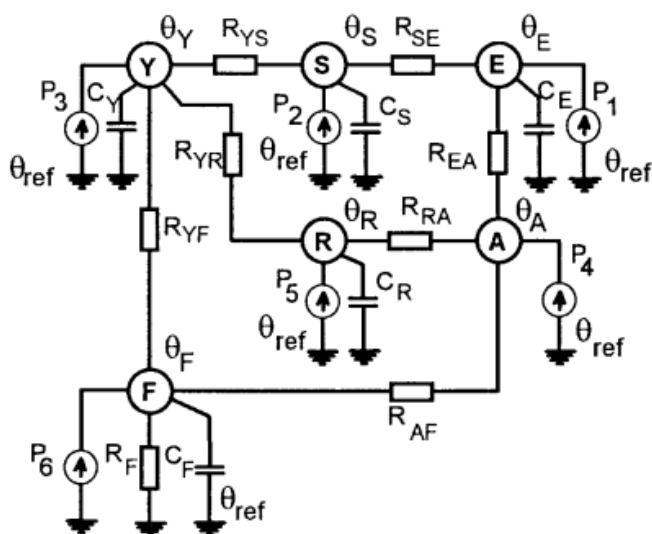 θY RYS θS RSE θE
Y S E
P3 CY P2 CS CE P1
θref RYR θref REA θref
RYF θR RRA θA
R A
P5 CR P4
θref θref
θF
F
RAF
P6 RF CF
θref